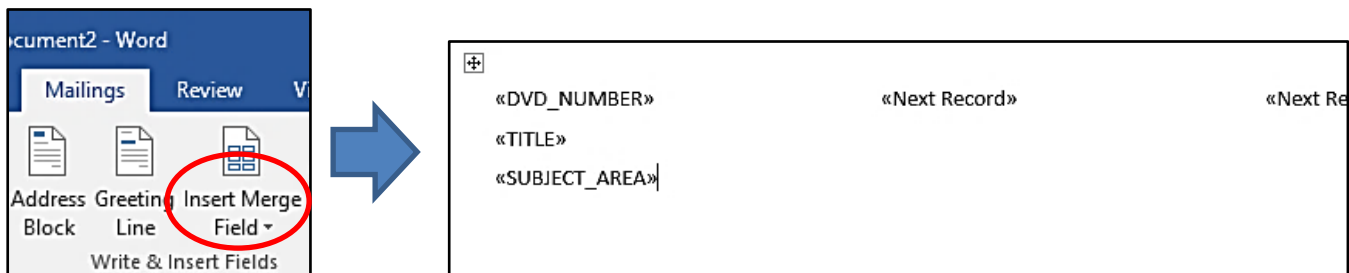 ocument2 - Word
Mailings Review Vi
Address Block
Greeting Line
Insert Merge Field
Write & Insert Fields
«DVD_NUMBER» «Next Record» «Next Re
«TITLE»
«SUBJECT_AREA»